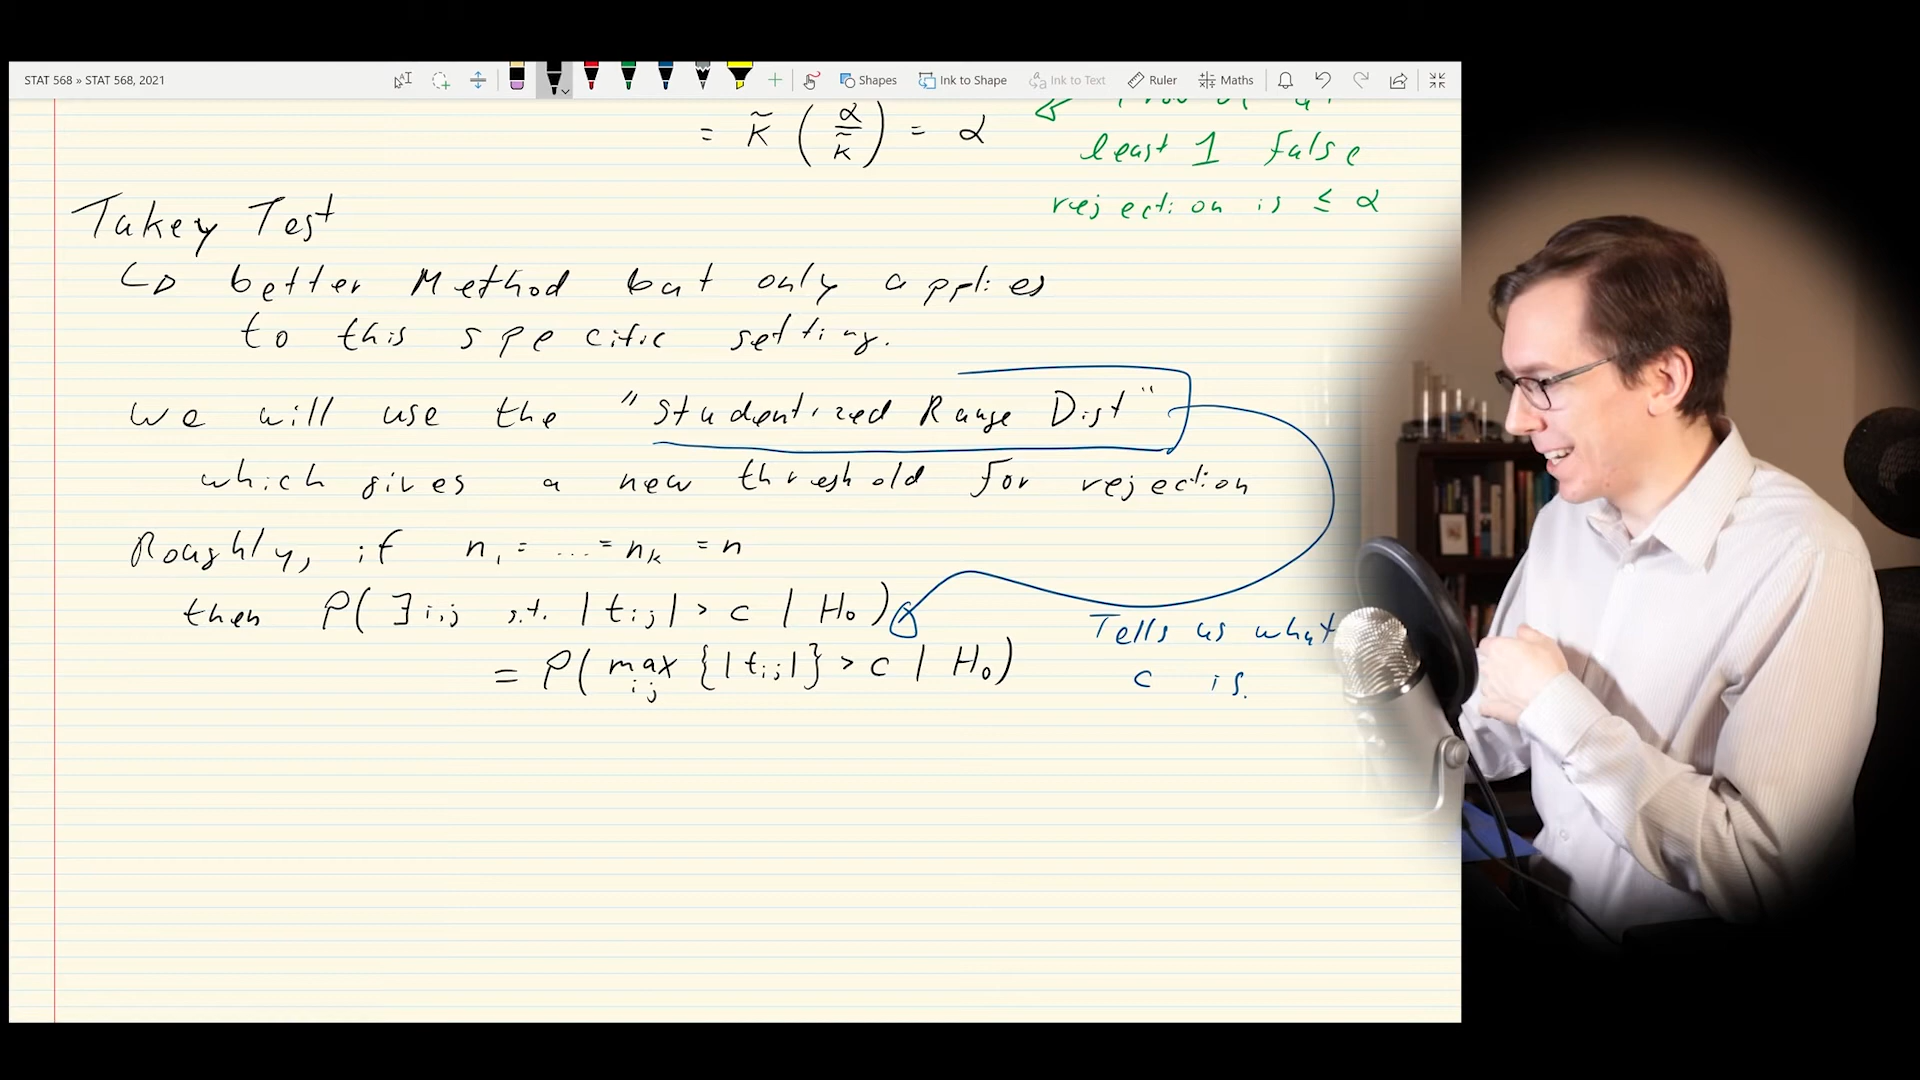 STAT 568 » STAT 568, 2021
Shapes Ink to Shape Ink to Text Ruler Maths
= k̃ ( α / k̃ ) = α
least 1 false
rejection is ≤ α
Tukey Test
↳ better Method but only applies
to this specific setting.
We will use the "Studentized Range Dist"
which gives a new threshold for rejection
Roughly, if n₁ = ... = nₖ = n
then P( ∃ i,j s.t. |tᵢⱼ| > c | H₀ )
= P( max {|tᵢⱼ|} > c | H₀ )
i,j
Tells us what
c is.